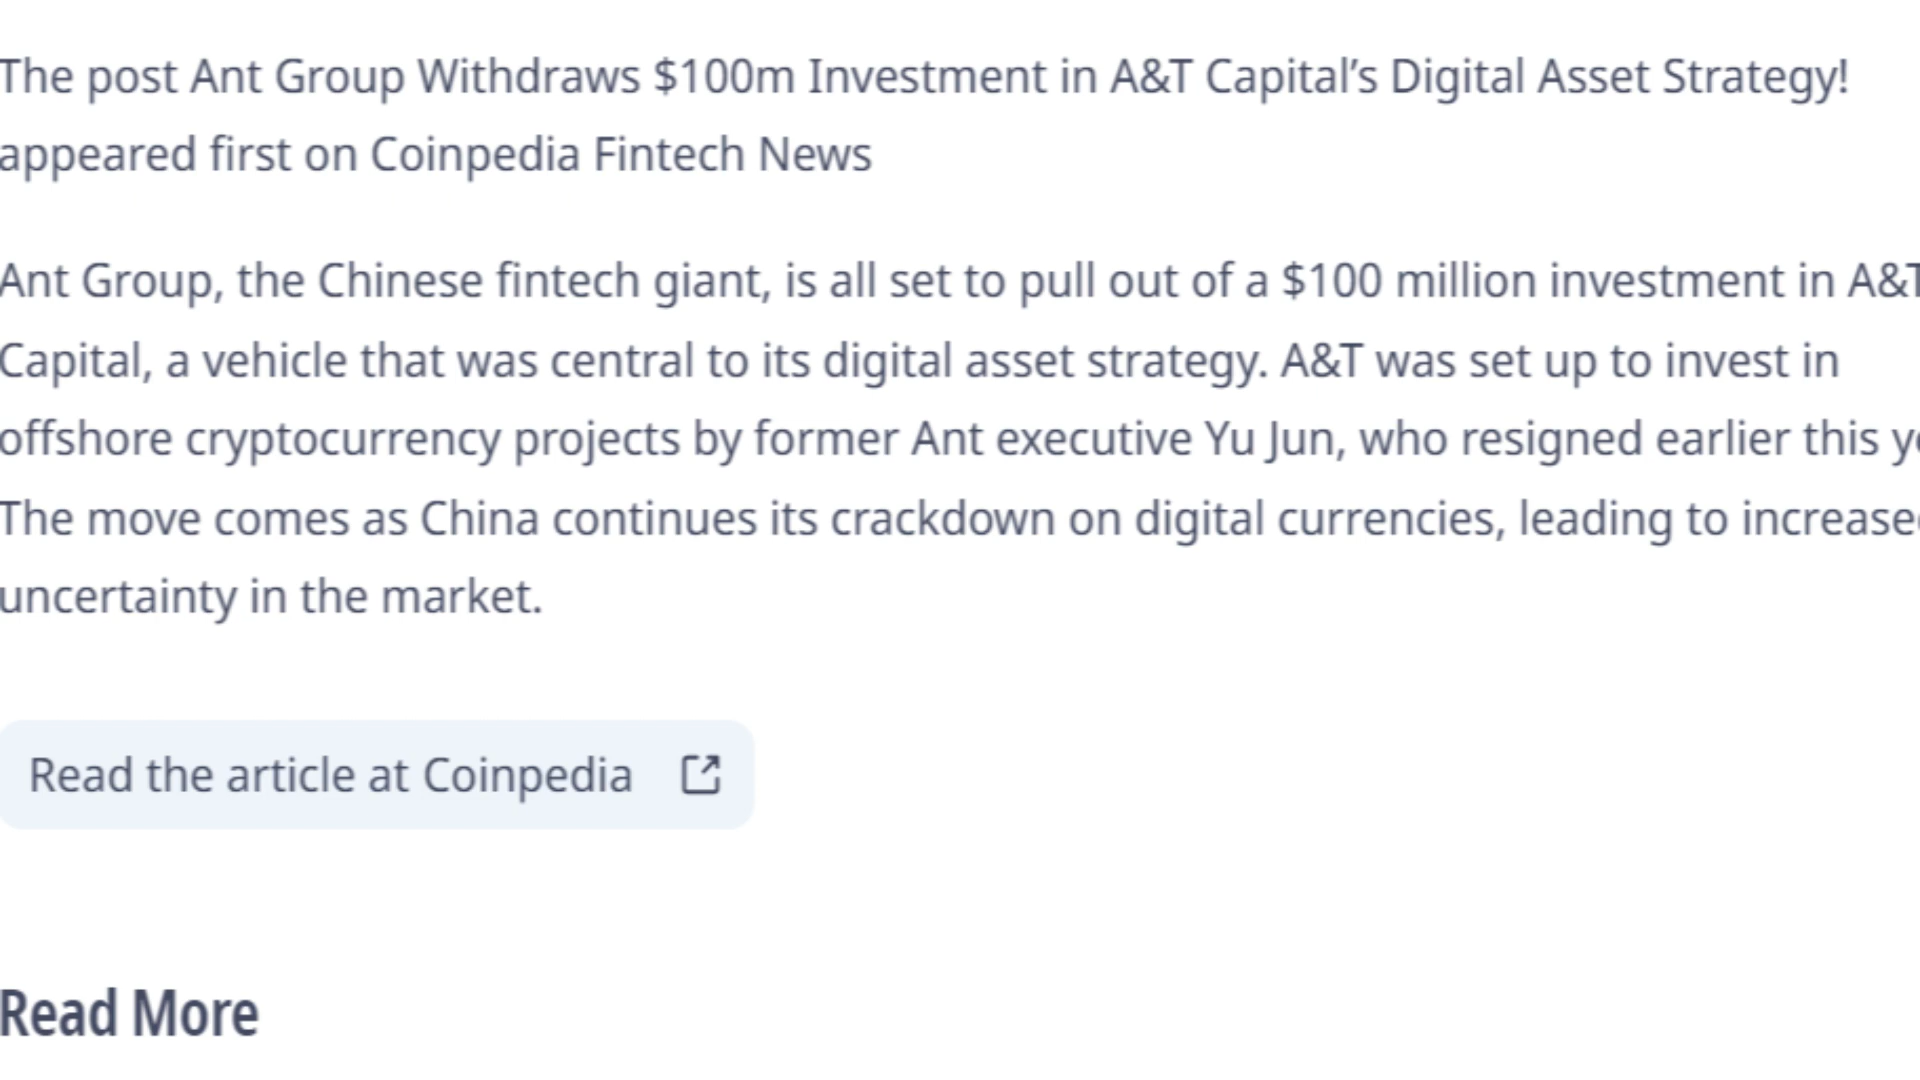 The post Ant Group Withdraws $100m Investment in A&T Capital’s Digital Asset Strategy!
appeared first on Coinpedia Fintech News
Ant Group, the Chinese fintech giant, is all set to pull out of a $100 million investment in A&T
Capital, a vehicle that was central to its digital asset strategy. A&T was set up to invest in
offshore cryptocurrency projects by former Ant executive Yu Jun, who resigned earlier this
The move comes as China continues its crackdown on digital currencies, leading to increased
uncertainty in the market.
Read the article at Coinpedia
Read More